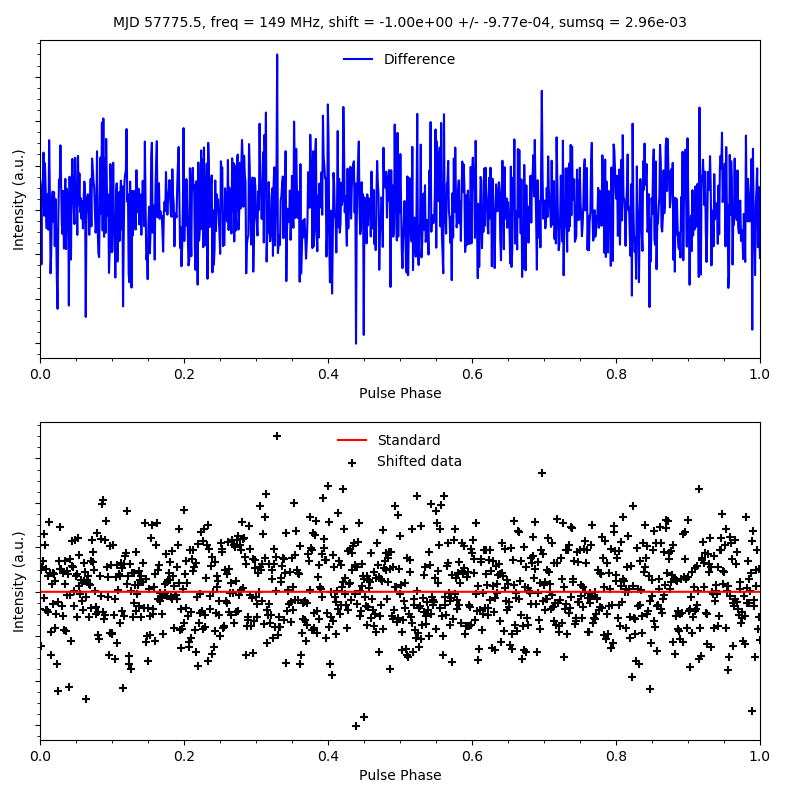 MJD 57775.5, freq = 149 MHz, shift = -1.00e+00 +/- -9.77e-04, sumsq = 2.96e-03
Difference
Intensity (a.u.)
0.0 0.2 0.4 0.6 0.8 1.0
Pulse Phase
Standard
Shifted data
Intensity (a.u.)
0.0 0.2 0.4 0.6 0.8 1.0
Pulse Phase